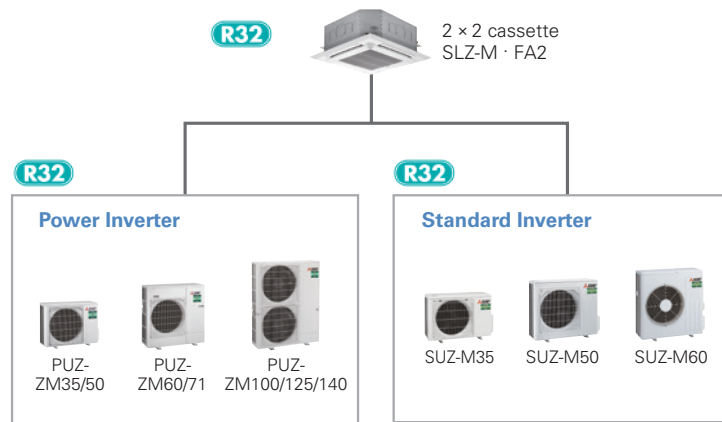 R32
2 × 2 cassette
SLZ-M · FA2
R32
R32
Power Inverter
Standard Inverter
PUZ-
ZM35/50
PUZ-
ZM60/71
PUZ-
ZM100/125/140
SUZ-M35
SUZ-M50
SUZ-M60